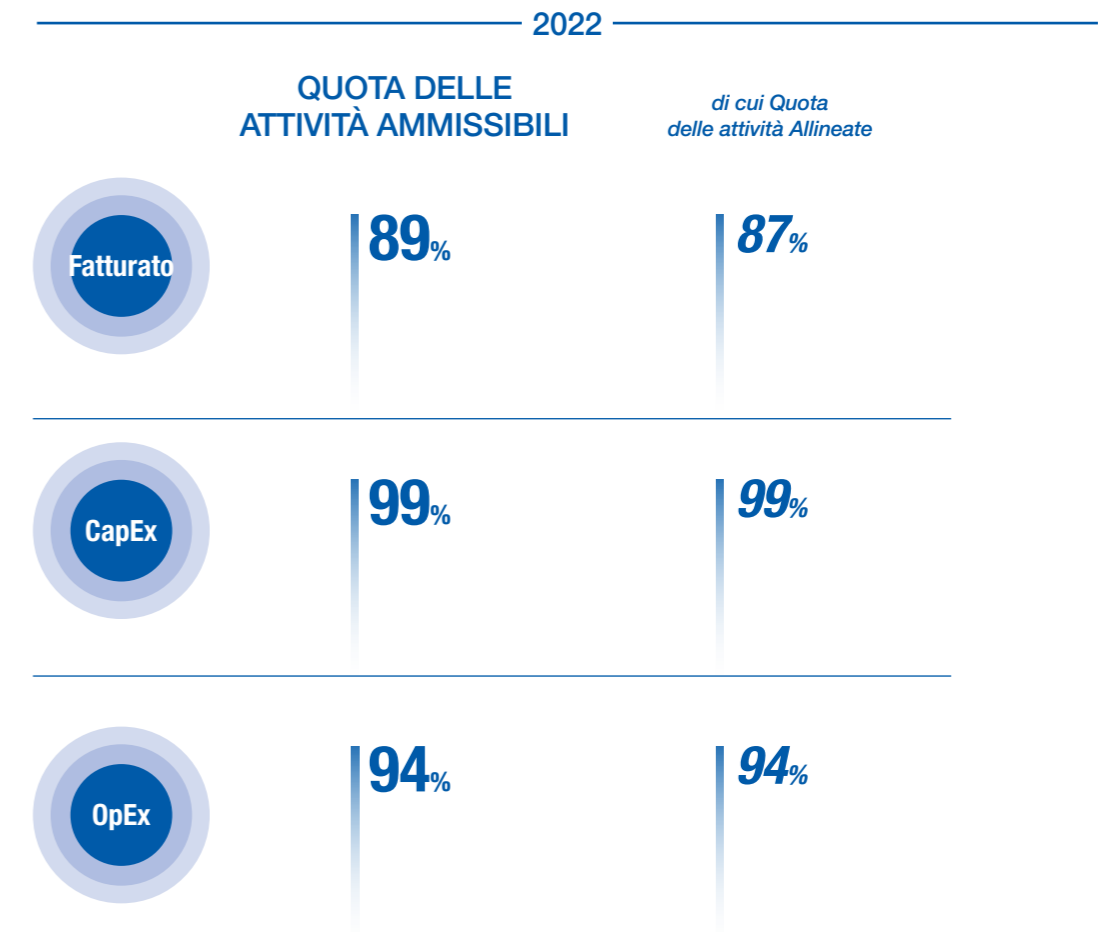 2022
QUOTA DELLE
ATTIVITÀ AMMISSIBILI
di cui Quota
delle attività Allineate
Fatturato
89%
87%
CapEx
99%
99%
OpEx
94%
94%